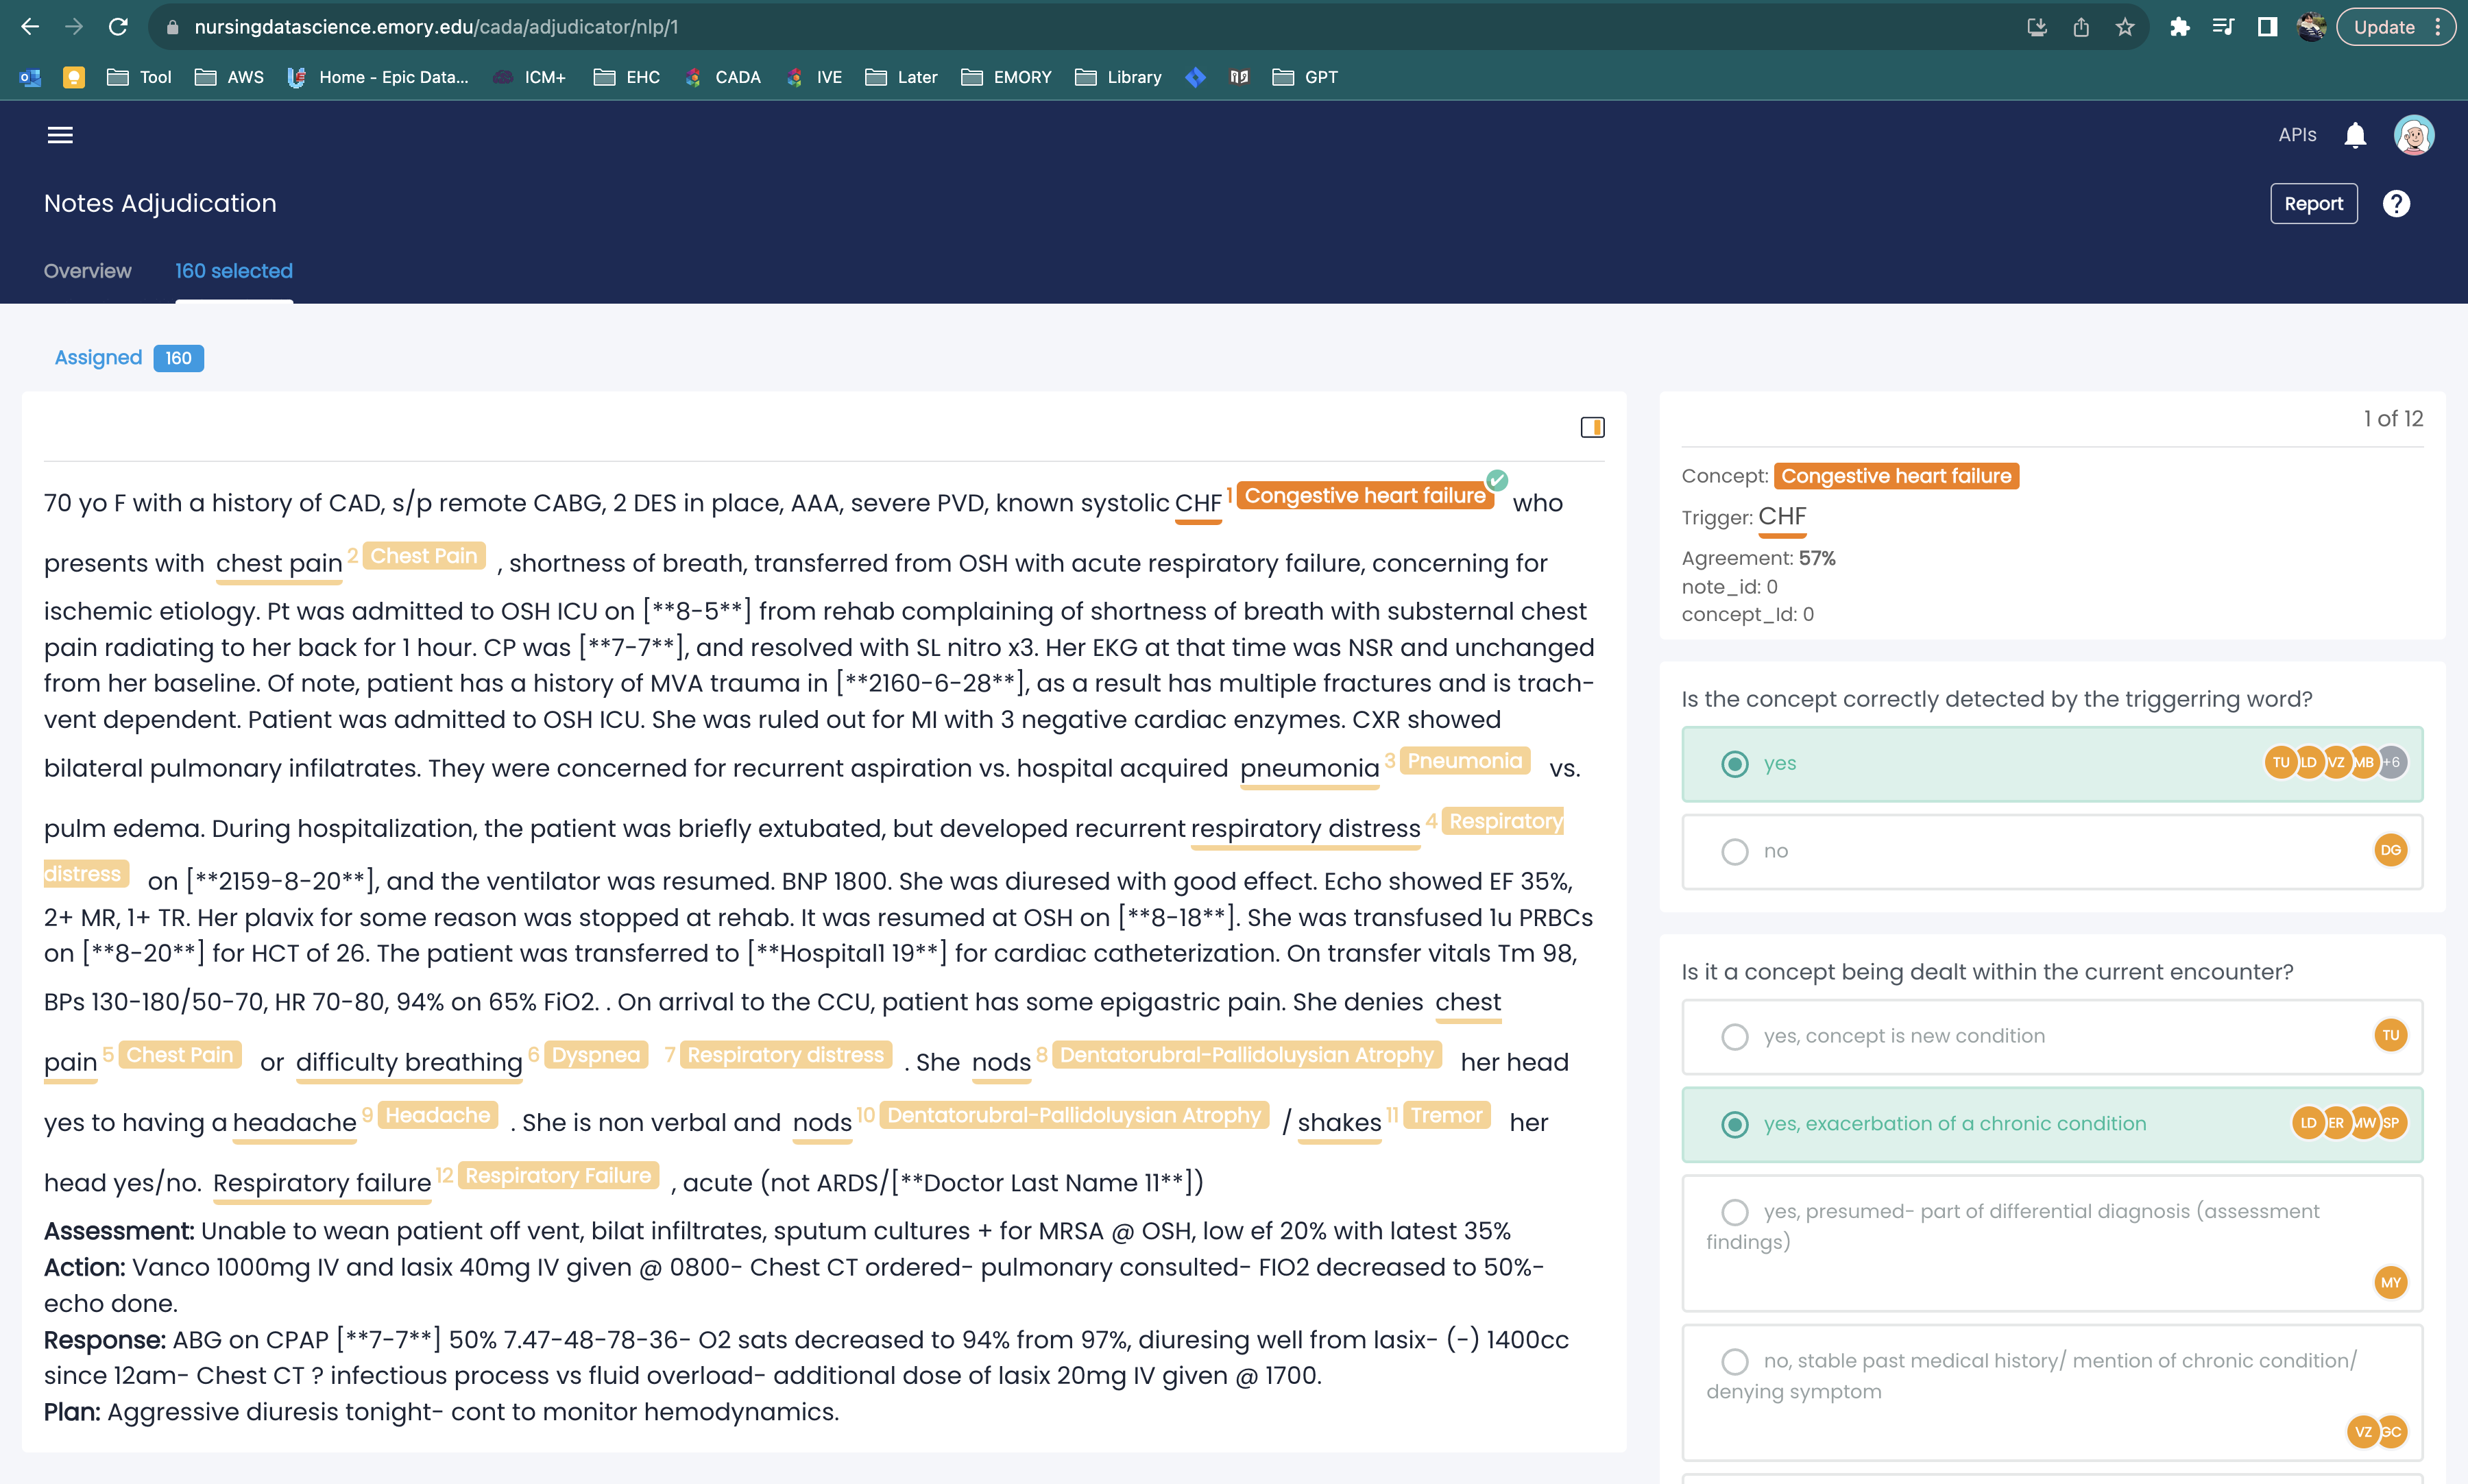 nursingdatascience.emory.edu/cada/adjudicator/nlp/1
Update
Tool
AWS
Home - Epic Data...
ICM+
EHC
CADA
IVE
Later
EMORY
Library
GPT
APIs
Notes Adjudication
Report
?
Overview
160 selected
Assigned 160
70 yo F with a history of CAD, s/p remote CABG, 2 DES in place, AAA, severe PVD, known systolic CHF 1 Congestive heart failure who
presents with chest pain 2 Chest Pain , shortness of breath, transferred from OSH with acute respiratory failure, concerning for
ischemic etiology. Pt was admitted to OSH ICU on [**8-5**] from rehab complaining of shortness of breath with substernal chest
pain radiating to her back for 1 hour. CP was [**7-7**], and resolved with SL nitro x3. Her EKG at that time was NSR and unchanged
from her baseline. Of note, patient has a history of MVA trauma in [**2160-6-28**], as a result has multiple fractures and is trach-
vent dependent. Patient was admitted to OSH ICU. She was ruled out for MI with 3 negative cardiac enzymes. CXR showed
bilateral pulmonary infilatrates. They were concerned for recurrent aspiration vs. hospital acquired pneumonia 3 Pneumonia vs.
pulm edema. During hospitalization, the patient was briefly extubated, but developed recurrent respiratory distress 4 Respiratory
distress on [**2159-8-20**], and the ventilator was resumed. BNP 1800. She was diuresed with good effect. Echo showed EF 35%,
2+ MR, 1+ TR. Her plavix for some reason was stopped at rehab. It was resumed at OSH on [**8-18**]. She was transfused 1u PRBCs
on [**8-20**] for HCT of 26. The patient was transferred to [**Hospital1 19**] for cardiac catheterization. On transfer vitals Tm 98,
BPs 130-180/50-70, HR 70-80, 94% on 65% FiO2. . On arrival to the CCU, patient has some epigastric pain. She denies chest
pain 5 Chest Pain or difficulty breathing 6 Dyspnea 7 Respiratory distress . She nods 8 Dentatorubral-Pallidoluysian Atrophy her head
yes to having a headache 9 Headache . She is non verbal and nods 10 Dentatorubral-Pallidoluysian Atrophy / shakes 11 Tremor her
head yes/no. Respiratory failure 12 Respiratory Failure , acute (not ARDS/[**Doctor Last Name 11**])
Assessment: Unable to wean patient off vent, bilat infiltrates, sputum cultures + for MRSA @ OSH, low ef 20% with latest 35%
Action: Vanco 1000mg IV and lasix 40mg IV given @ 0800- Chest CT ordered- pulmonary consulted- FIO2 decreased to 50%-
echo done.
Response: ABG on CPAP [**7-7**] 50% 7.47-48-78-36- O2 sats decreased to 94% from 97%, diuresing well from lasix- (-) 1400cc
since 12am- Chest CT ? infectious process vs fluid overload- additional dose of lasix 20mg IV given @ 1700.
Plan: Aggressive diuresis tonight- cont to monitor hemodynamics.
1 of 12
Concept: Congestive heart failure
Trigger: CHF
Agreement: 57%
note_id: 0
concept_Id: 0
Is the concept correctly detected by the triggerring word?
yes TU LD VZ MB +6
no DG
Is it a concept being dealt within the current encounter?
yes, concept is new condition TU
yes, exacerbation of a chronic condition LD ER MW SP
yes, presumed- part of differential diagnosis (assessment
findings)
MY
no, stable past medical history/ mention of chronic condition/
denying symptom
VZ GC